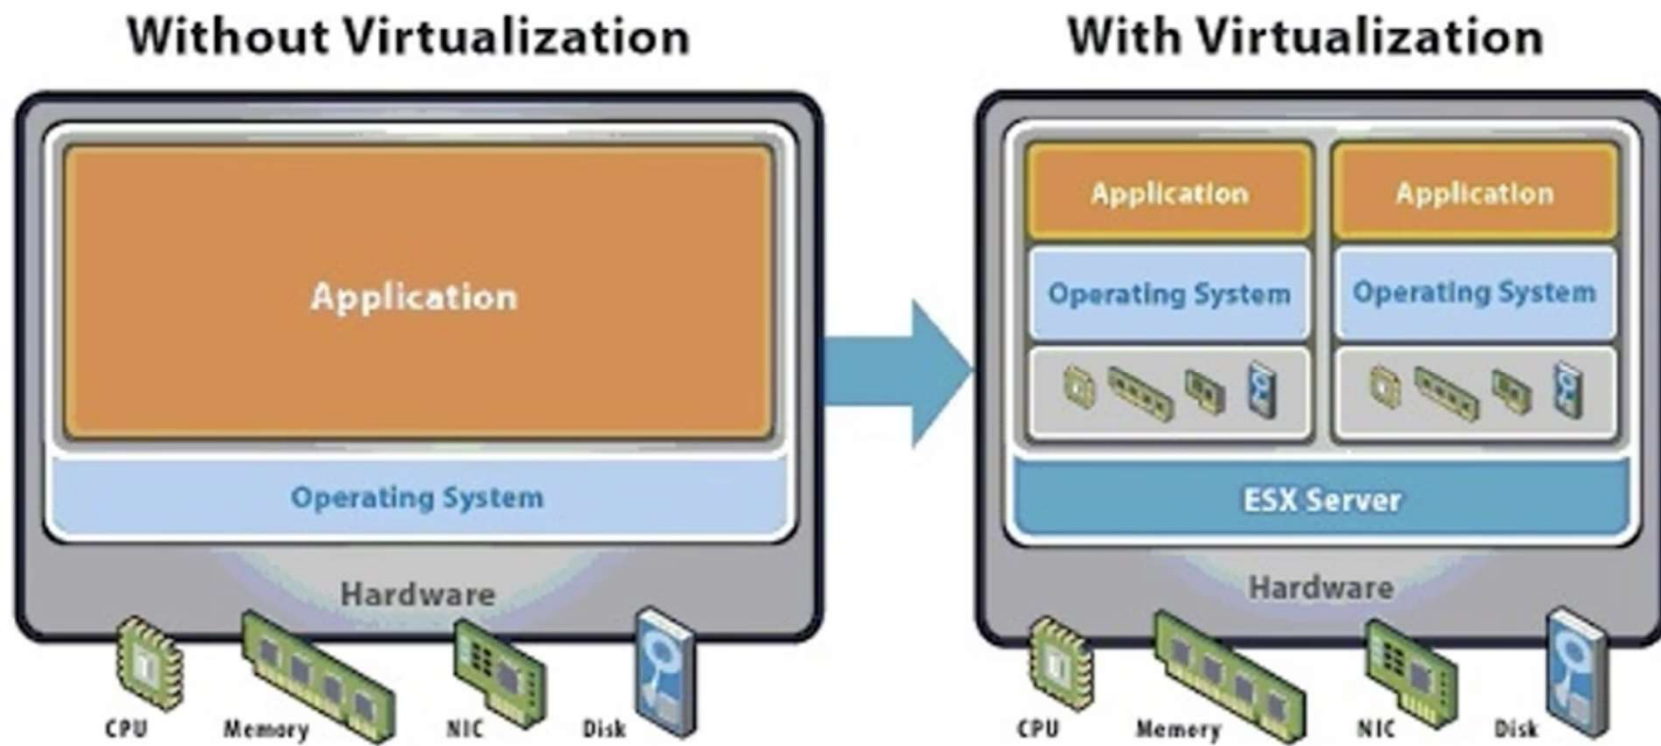 Without Virtualization
Application
Operating System
Hardware
CPU
Memory
NIC
Disk
With Virtualization
Application
Application
Operating System
Operating System
ESX Server
Hardware
CPU
Memory
NIC
Disk